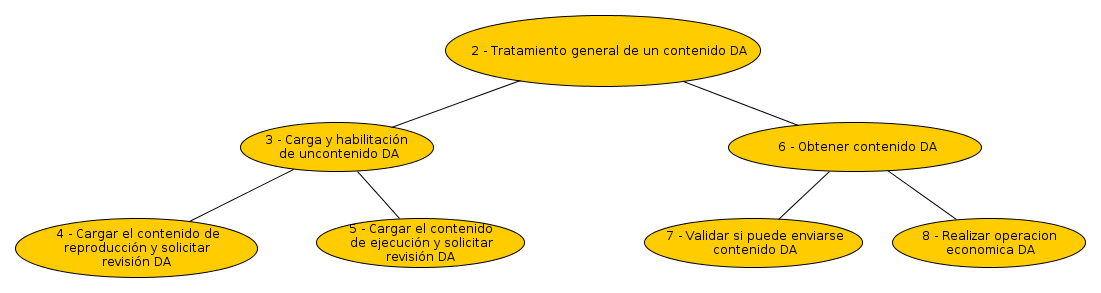 2 - Tratamiento general de un contenido DA
3 - Carga y habilitación
de uncontenido DA
6 - Obtener contenido DA
4 - Cargar el contenido de
reproducción y solicitar
revisión DA
5 - Cargar el contenido
de ejecución y solicitar
revisión DA
7 - Validar si puede enviarse
contenido DA
8 - Realizar operacion
economica DA